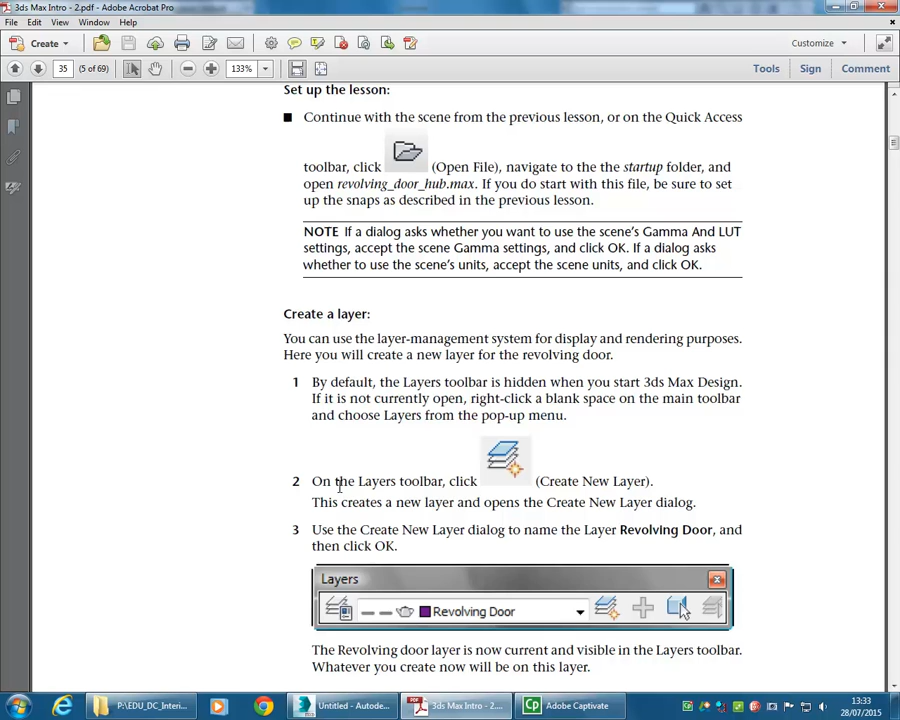 3ds Max Intro - 2.pdf - Adobe Acrobat Pro
File Edit View Window Help
Create Customize
35 (5 of 69) 133% Tools Sign Comment
Set up the lesson:
Continue with the scene from the previous lesson, or on the Quick Access
toolbar, click (Open File), navigate to the the startup folder, and
open revolving_door_hub.max. If you do start with this file, be sure to set
up the snaps as described in the previous lesson.
NOTE If a dialog asks whether you want to use the scene's Gamma And LUT
settings, accept the scene Gamma settings, and click OK. If a dialog asks
whether to use the scene's units, accept the scene units, and click OK.
Create a layer:
You can use the layer-management system for display and rendering purposes.
Here you will create a new layer for the revolving door.
1 By default, the Layers toolbar is hidden when you start 3ds Max Design.
If it is not currently open, right-click a blank space on the main toolbar
and choose Layers from the pop-up menu.
2 On the Layers toolbar, click (Create New Layer).
This creates a new layer and opens the Create New Layer dialog.
3 Use the Create New Layer dialog to name the Layer Revolving Door, and
then click OK.
Layers
Revolving Door
The Revolving door layer is now current and visible in the Layers toolbar.
Whatever you create now will be on this layer.
P:\EDU_DC_Interi... Untitled - Autodes... 3ds Max Intro - 2.... Adobe Captivate 13:33
28/07/2015